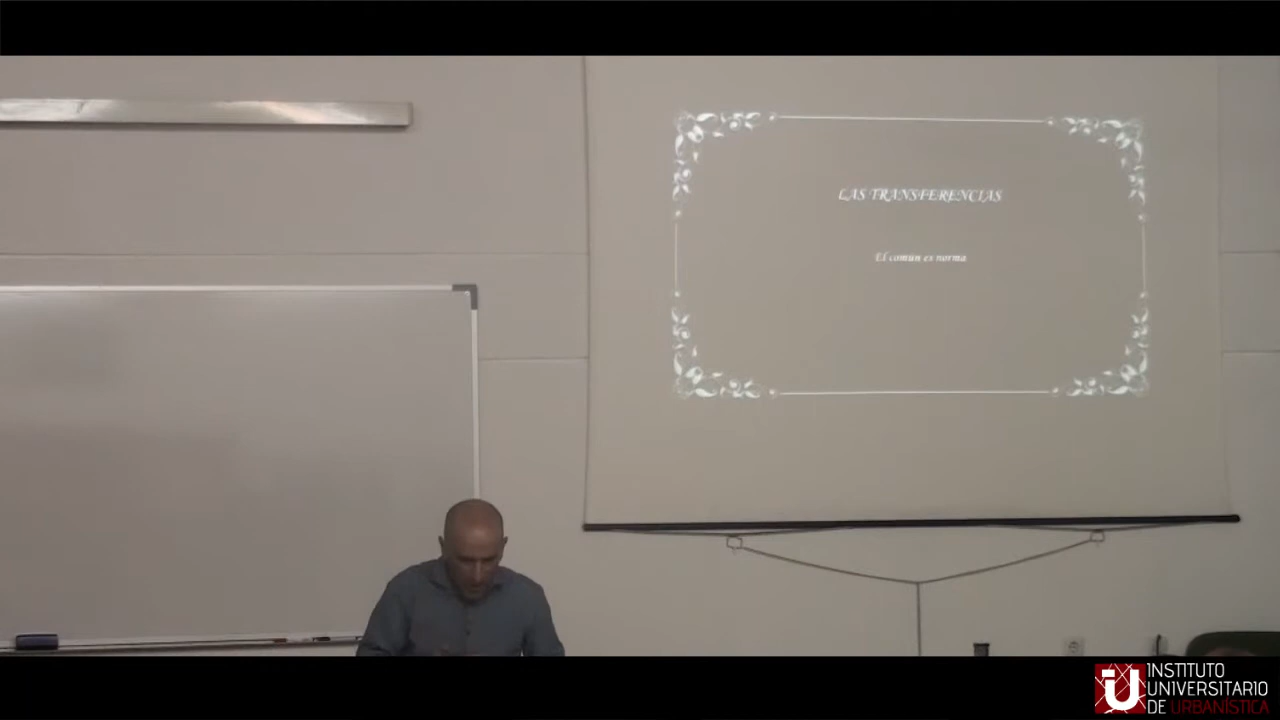 LAS TRANSFERENCIAS
El común es norma
INSTITUTO
UNIVERSITARIO
DE URBANÍSTICA